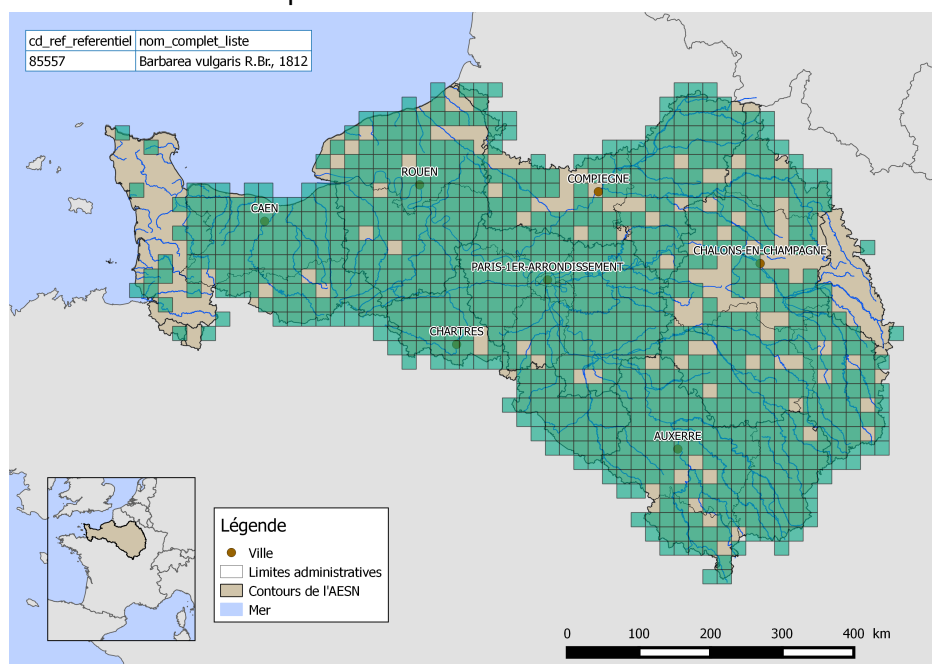 cd_ref_referentiel nom_complet_liste
85557 Barbarea vulgaris R.Br., 1812
ROUEN
COMPIEGNE
CAEN
CHALONS-EN-CHAMPAGNE
PARIS-1ER-ARRONDISSEMENT
CHARTRES
AUXERRE
Légende
Ville
Limites administratives
Contours de l'AESN
Mer
0 100 200 300 400 km